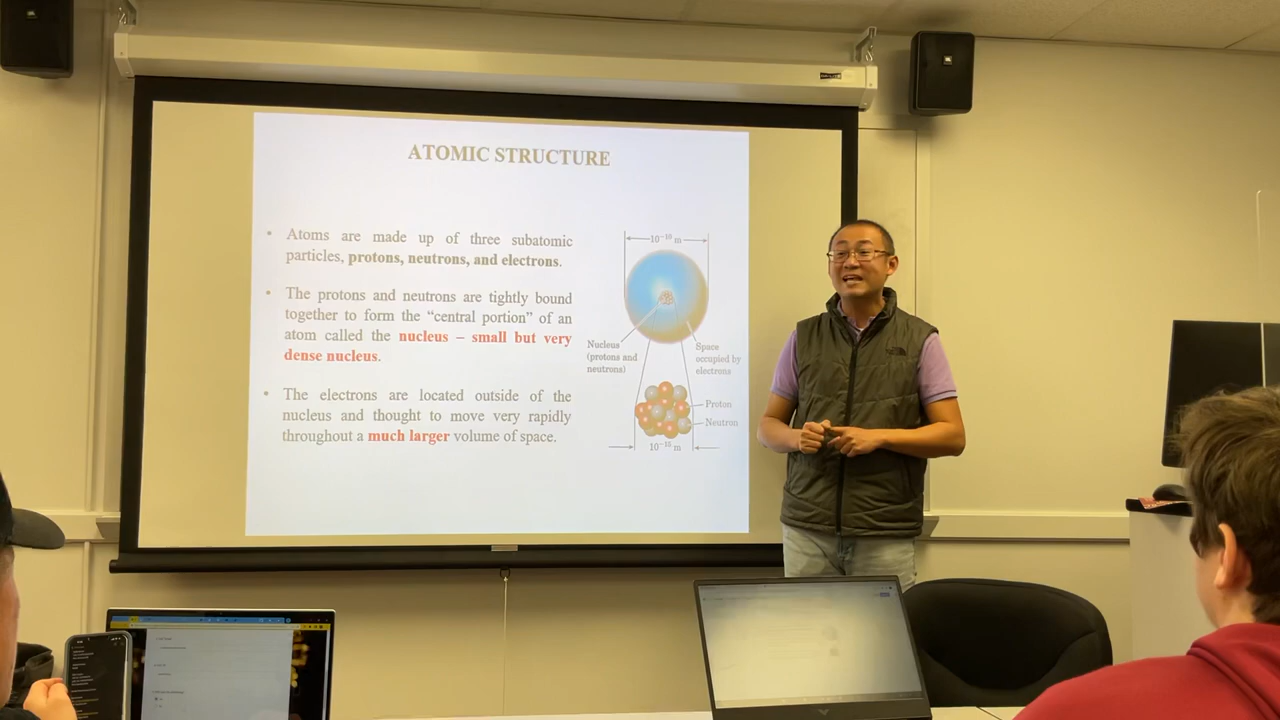 ATOMIC STRUCTURE
• Atoms are made up of three subatomic
particles, protons, neutrons, and electrons.
• The protons and neutrons are tightly bound
together to form the “central portion” of an
atom called the nucleus – small but very
dense nucleus.
• The electrons are located outside of the
nucleus and thought to move very rapidly
throughout a much larger volume of space.
10⁻¹⁰ m
Nucleus
(protons and
neutrons)
Space
occupied by
electrons
Proton
Neutron
10⁻¹⁵ m
JBL